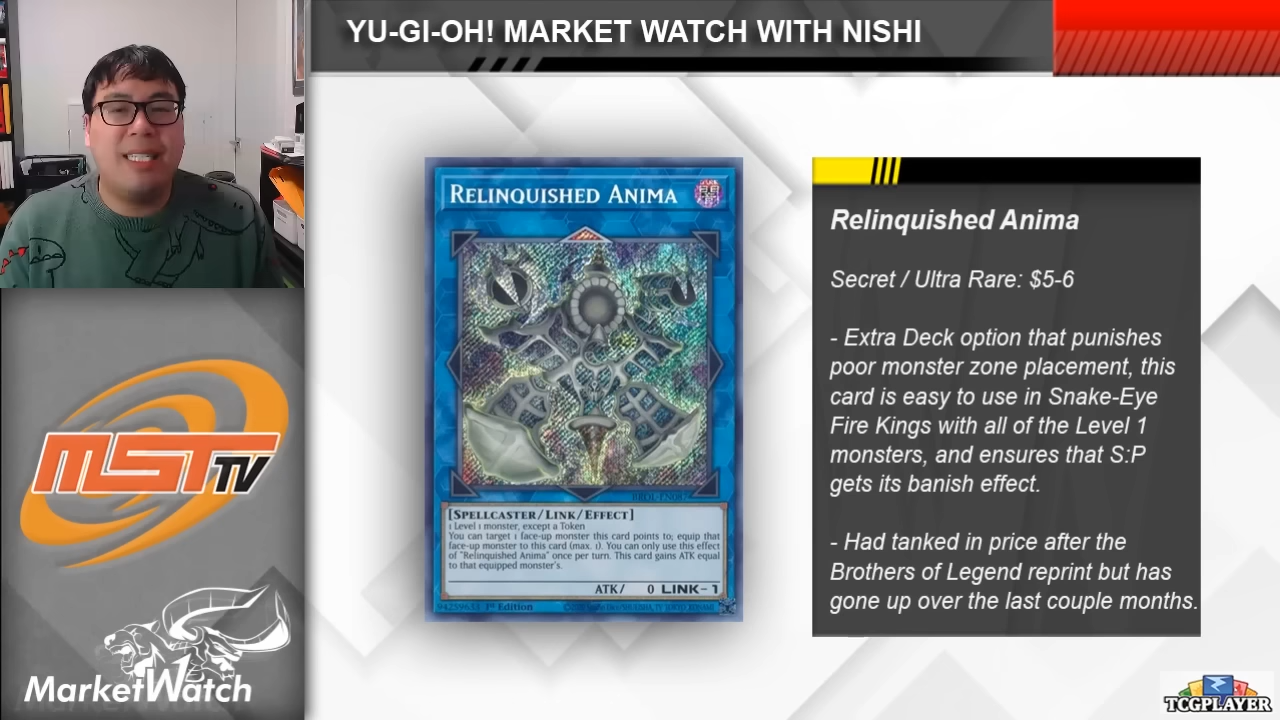 YU-GI-OH! MARKET WATCH WITH NISHI
RELINQUISHED ANIMA
BROL-EN087
[SPELLCASTER/LINK/EFFECT]
1 Level 1 monster, except a Token
You can target 1 face-up monster this card points to; equip that
face-up monster to this card (max. 1). You can only use this effect
of "Relinquished Anima" once per turn. This card gains ATK equal
to that equipped monster's.
ATK/ 0 LINK-1
94259633 1st Edition
Relinquished Anima
Secret / Ultra Rare: $5-6
- Extra Deck option that punishes
poor monster zone placement, this
card is easy to use in Snake-Eye
Fire Kings with all of the Level 1
monsters, and ensures that S:P
gets its banish effect.
- Had tanked in price after the
Brothers of Legend reprint but has
gone up over the last couple months.
MST TV
MarketWatch
TCGPLAYER